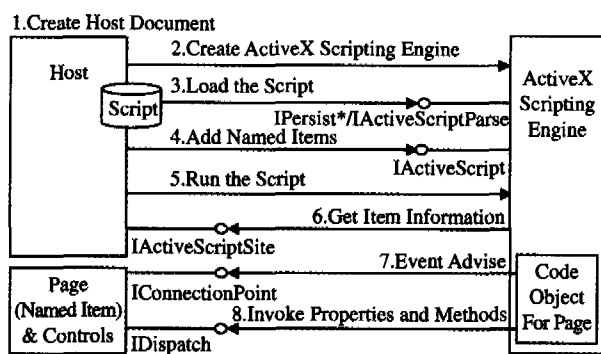 1.Create Host Document
2.Create ActiveX Scripting Engine
Host
ActiveX
Scripting
Engine
3.Load the Script
Script
IPersist*/IActiveScriptParse
4.Add Named Items
IActiveScript
5.Run the Script
6.Get Item Information
IActiveScriptSite
7.Event Advise
Page
(Named Item)
& Controls
IConnectionPoint
Code
Object
For Page
8.Invoke Properties and Methods
IDispatch